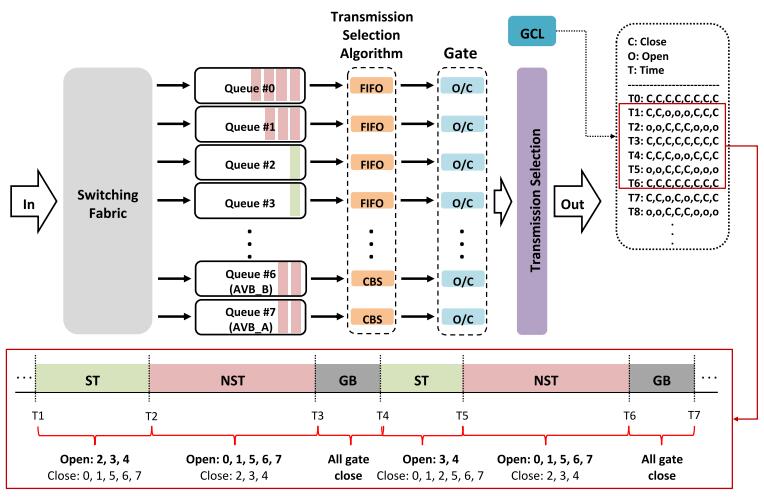 Transmission
Selection
Algorithm
Gate
GCL
C: Close
O: Open
T: Time
T0: C,C,C,C,C,C,C,C
T1: C,C,o,o,o,C,C,C
T2: o,o,C,C,C,o,o,o
T3: C,C,C,C,C,C,C,C
T4: C,C,C,o,o,C,C,C
T5: o,o,C,C,C,o,o,o
T6: C,C,C,C,C,C,C,C
T7: C,C,o,C,o,C,C,C
T8: o,o,C,C,C,o,o,o
In
Switching
Fabric
Queue #0
FIFO
O/C
Queue #1
FIFO
O/C
Queue #2
FIFO
O/C
Queue #3
FIFO
O/C
Queue #6
(AVB_B)
CBS
O/C
Queue #7
(AVB_A)
CBS
O/C
Transmission Selection
Out
ST
NST
GB
ST
NST
GB
T1
T2
T3
T4
T5
T6
T7
Open: 2, 3, 4
Close: 0, 1, 5, 6, 7
Open: 0, 1, 5, 6, 7
Close: 2, 3, 4
All gate
close
Open: 3, 4
Close: 0, 1, 2, 5, 6, 7
Open: 0, 1, 5, 6, 7
Close: 2, 3, 4
All gate
close